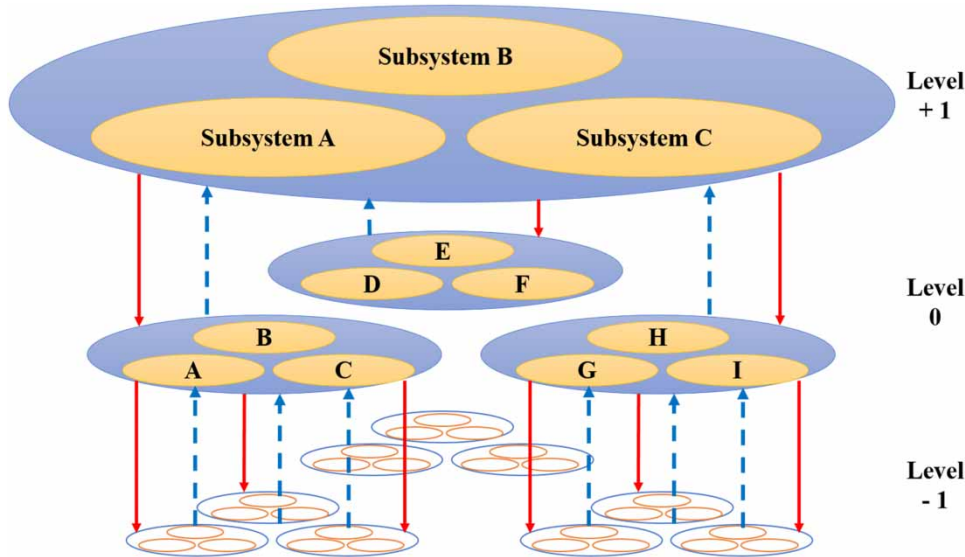 Subsystem B
Level
+ 1
Subsystem A
Subsystem C
E
D
F
Level
0
B
H
A
C
G
I
Level
- 1